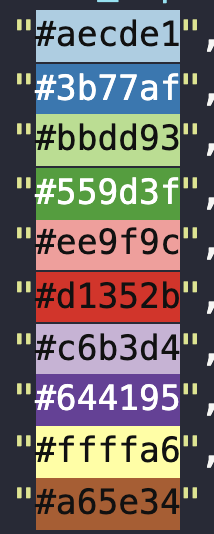 "#aecde1",
"#3b77af",
"#bbdd93",
"#559d3f",
"#ee9f9c",
"#d1352b",
"#c6b3d4",
"#644195",
"#ffffa6",
"#a65e34"